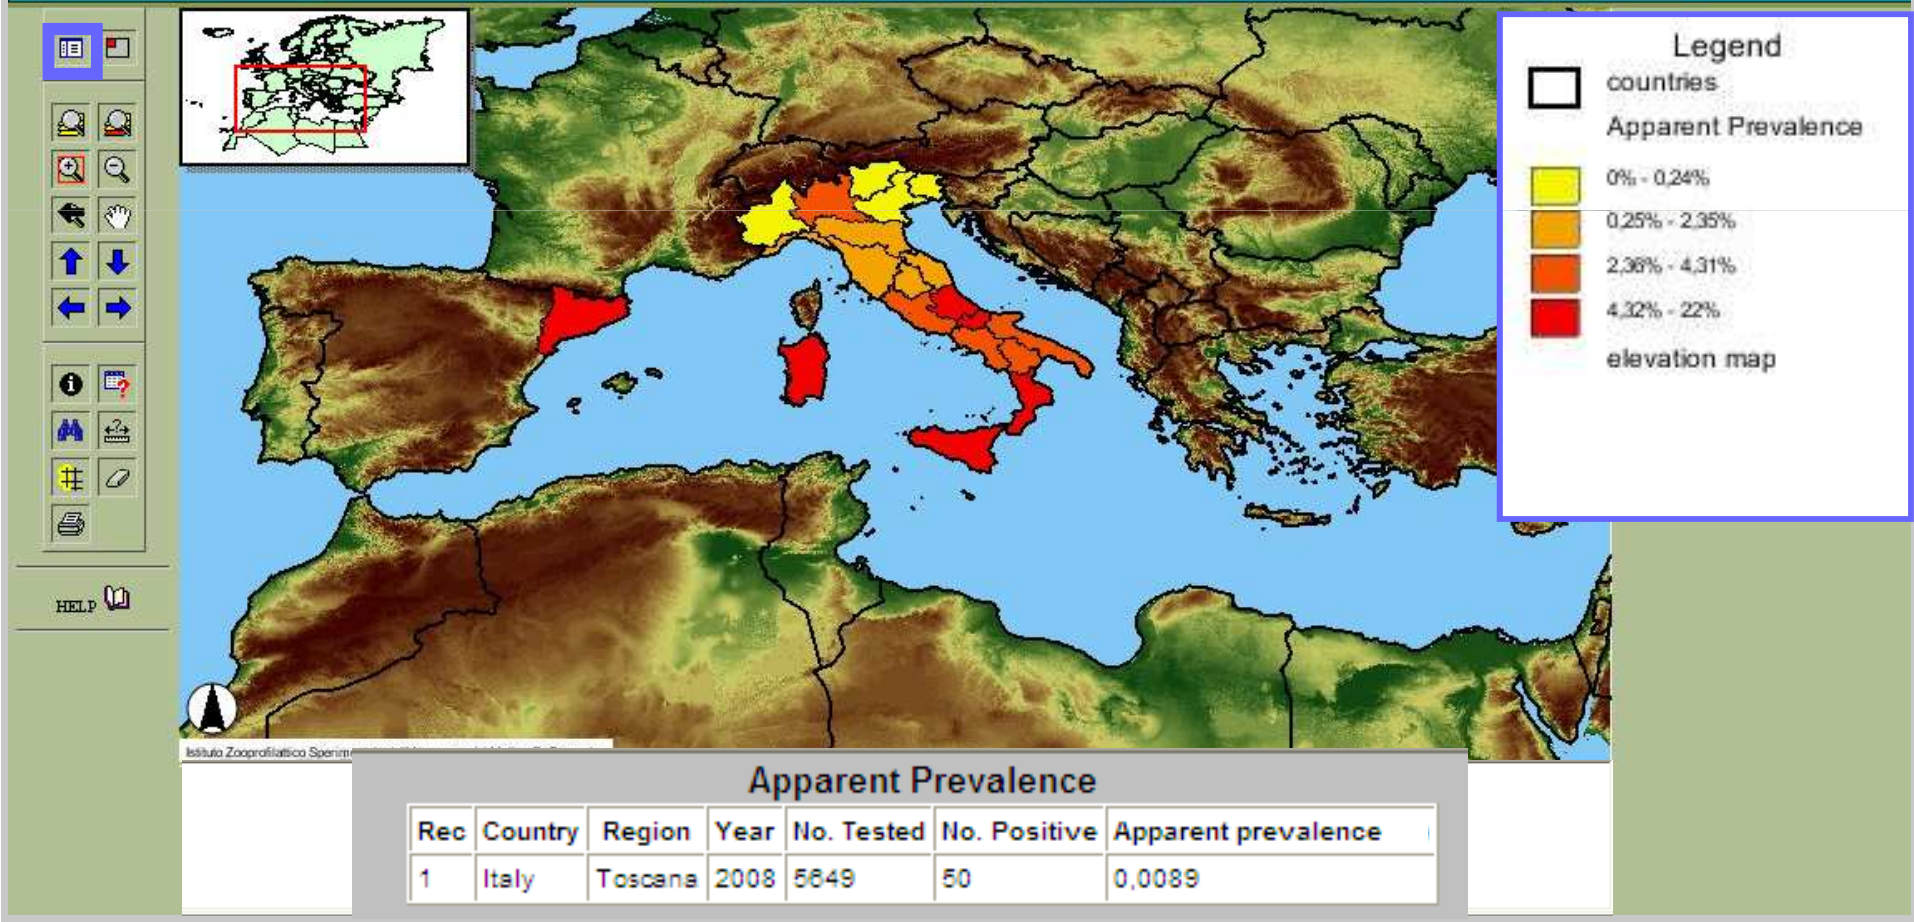 Legend
countries
Apparent Prevalence
0% - 0,24%
0,25% - 2,35%
2,36% - 4,31%
4,32% - 22%
elevation map
HELP
Istituto Zooprofilattico
Apparent Prevalence
Rec Country Region Year No. Tested No. Positive Apparent prevalence
1 Italy Toscana 2008 5649 50 0,0089